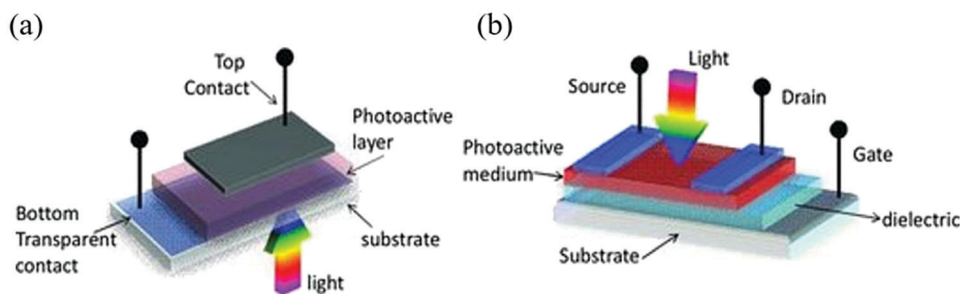 (a)
Top
Contact
Photoactive
layer
Bottom
Transparent
contact
substrate
light
(b)
Light
Source
Drain
Photoactive
medium
Gate
dielectric
Substrate